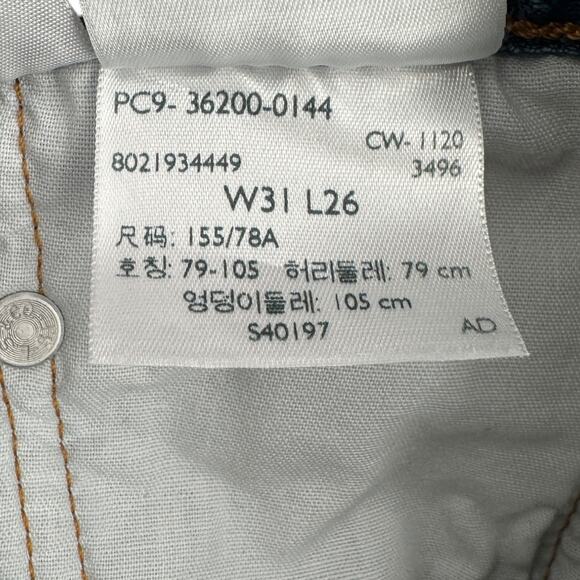 PC9- 36200-0144
CW- 1120
8021934449
3496
W31 L26
尺码: 155/78A
호칭: 79-105 허리둘레: 79 cm
엉덩이둘레: 105 cm
S40197 AD